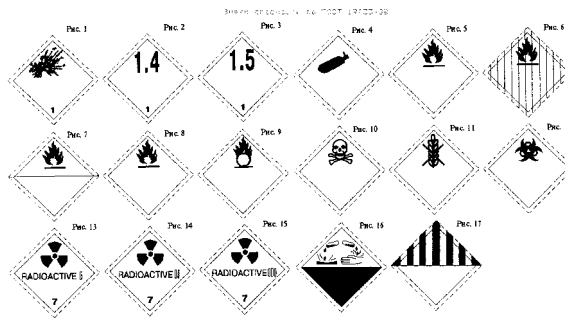 Рис. 1 Рис. 2 Рис. 3 Рис. 4 Рис. 5 Рис. 6
1.4 1.5
1 1 1
Рис. 7 Рис. 8 Рис. 9 Рис. 10 Рис. 11 Рис.
Рис. 13 Рис. 14 Рис. 15 Рис. 16 Рис. 17
RADIOACTIVE I RADIOACTIVE II RADIOACTIVE III
7 7 7